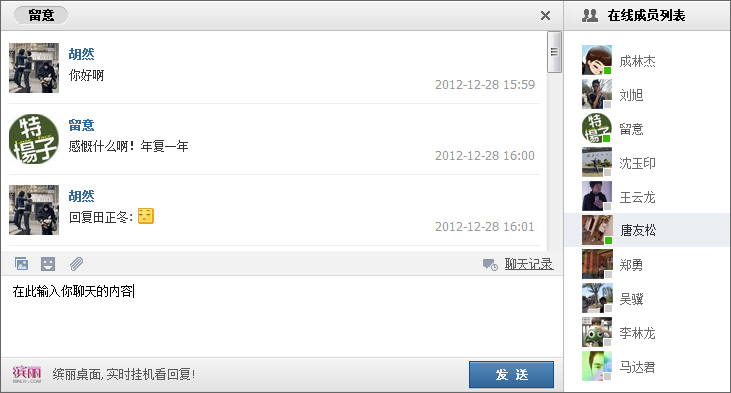 留意
胡然
你好啊
2012-12-28 15:59
特
楊子
留意
感慨什么啊！年复一年
2012-12-28 16:00
胡然
回复田正冬:
2012-12-28 16:01
聊天记录
在此输入你聊天的内容
缤丽
缤丽桌面,实时挂机看回复!
发 送
在线成员列表
成林杰
刘旭
留意
沈玉印
王云龙
唐友松
郑勇
吴骥
李林龙
马达君